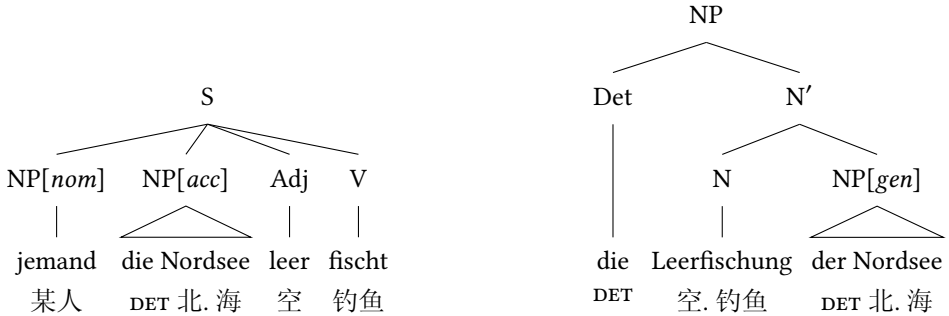 NP
S Det N′
NP[nom] NP[acc] Adj V N NP[gen]
jemand die Nordsee leer fischt die Leerfischung der Nordsee
某人 DET 北. 海 空 钓鱼 DET 空. 钓鱼 DET 北. 海